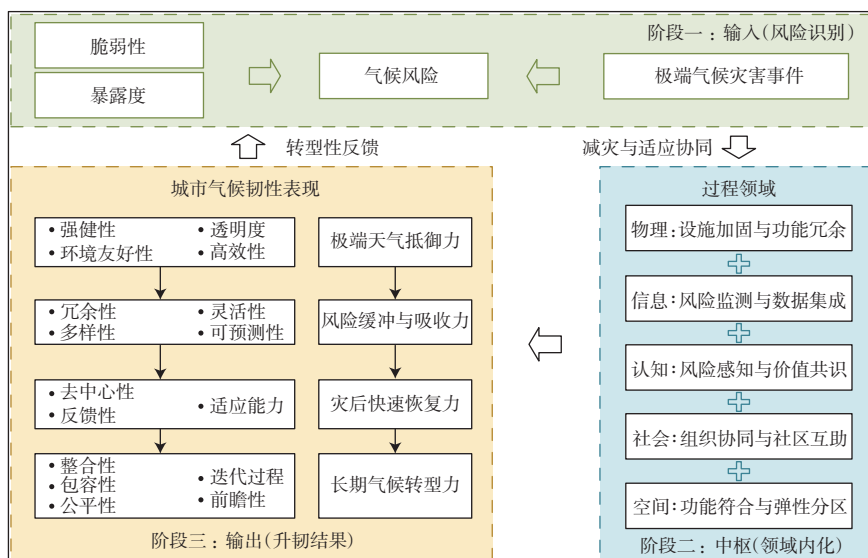 阶段一：输入(风险识别)
脆弱性
暴露度
气候风险
极端气候灾害事件
转型性反馈
减灾与适应协同
城市气候韧性表现
• 强健性 • 透明度
• 环境友好性 • 高效性
极端天气抵御力
• 冗余性 • 灵活性
• 多样性 • 可预测性
风险缓冲与吸收力
• 去中心性
• 反馈性 • 适应能力
灾后快速恢复力
• 整合性
• 包容性 • 迭代过程
• 公平性 • 前瞻性
长期气候转型力
阶段三：输出(升韧结果)
过程领域
物理：设施加固与功能冗余
信息：风险监测与数据集成
认知：风险感知与价值共识
社会：组织协同与社区互助
空间：功能符合与弹性分区
阶段二：中枢(领域内化)